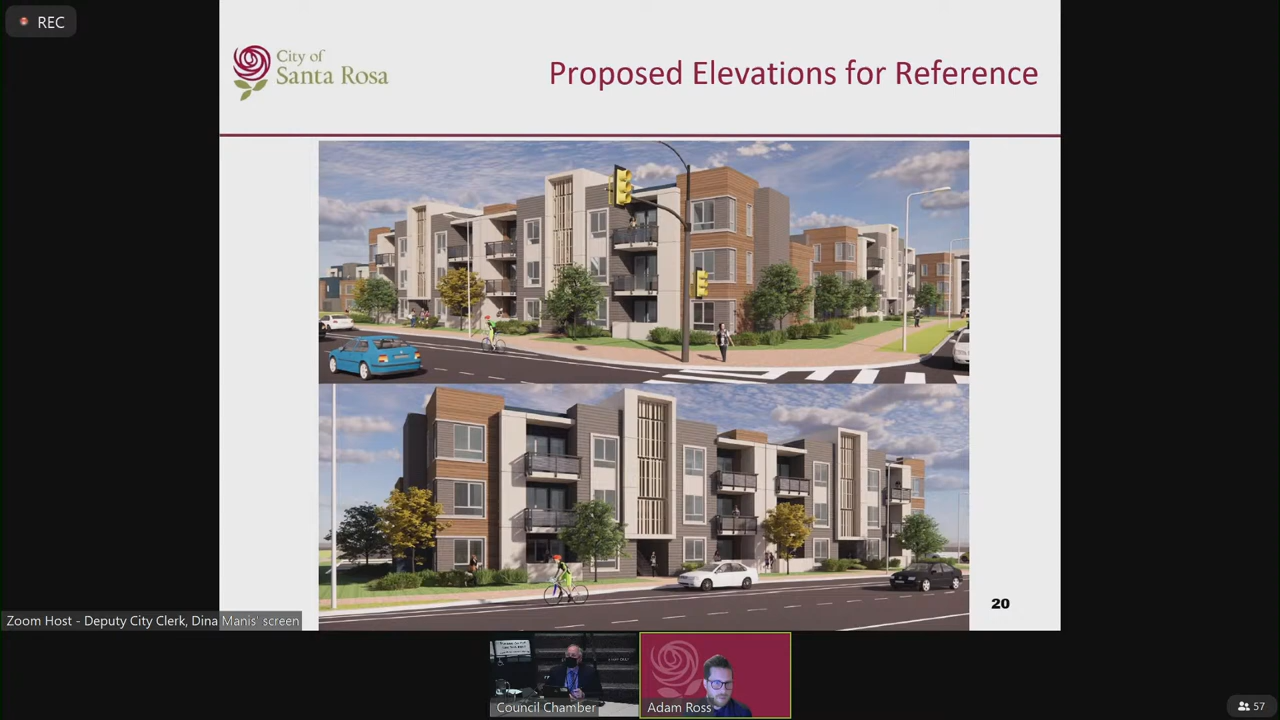 REC
City of
Santa Rosa
Proposed Elevations for Reference
20
Zoom Host - Deputy City Clerk, Dina Manis' screen
Council Chamber
Adam Ross
57